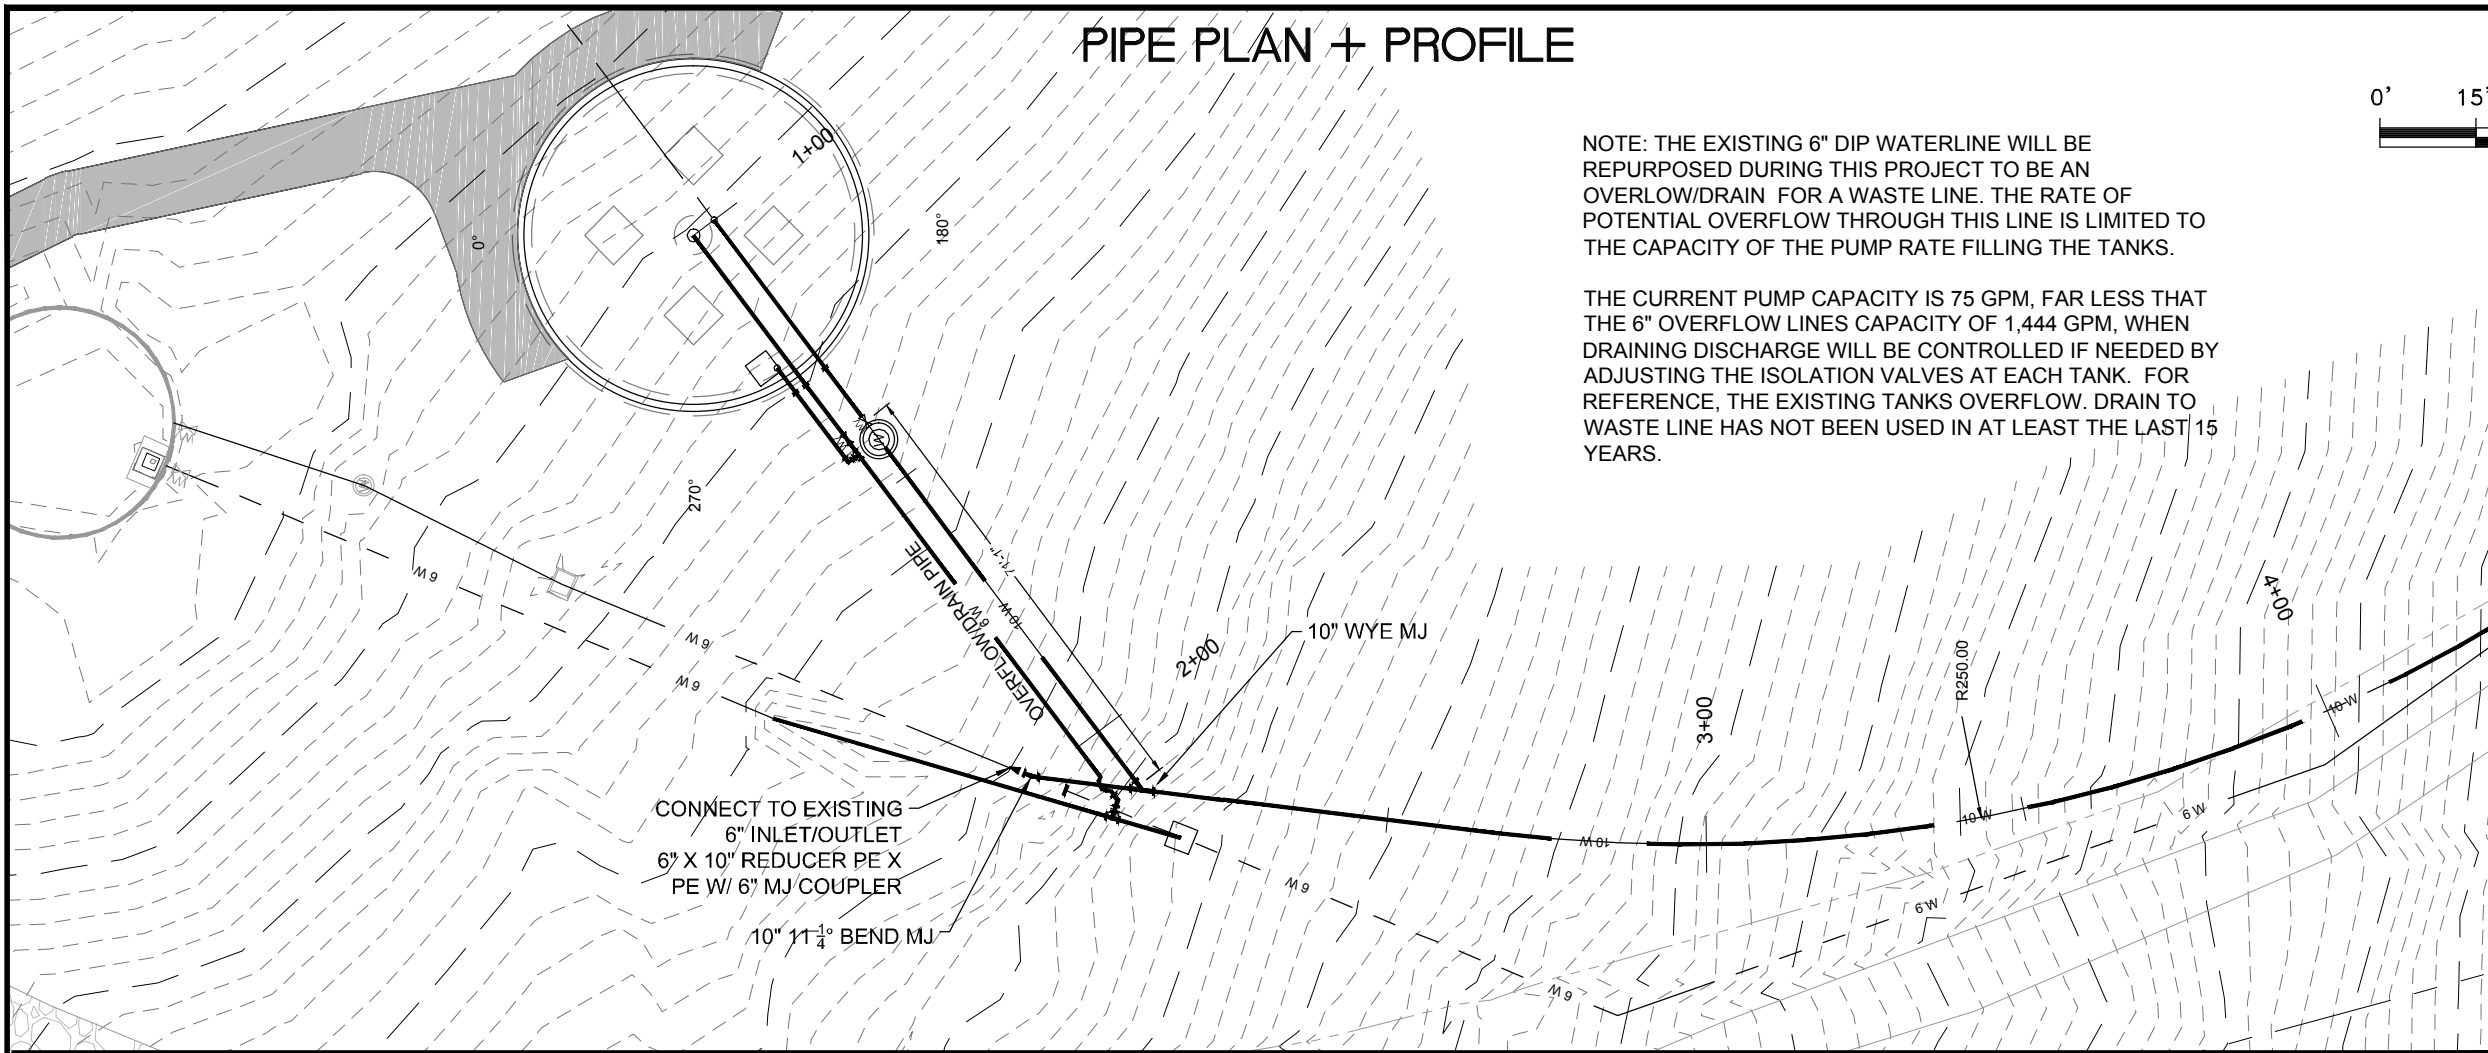 PIPE PLAN + PROFILE
0' 15'
NOTE: THE EXISTING 6" DIP WATERLINE WILL BE
REPURPOSED DURING THIS PROJECT TO BE AN
OVERLOW/DRAIN FOR A WASTE LINE. THE RATE OF
POTENTIAL OVERFLOW THROUGH THIS LINE IS LIMITED TO
THE CAPACITY OF THE PUMP RATE FILLING THE TANKS.
THE CURRENT PUMP CAPACITY IS 75 GPM, FAR LESS THAT
THE 6" OVERFLOW LINES CAPACITY OF 1,444 GPM, WHEN
DRAINING DISCHARGE WILL BE CONTROLLED IF NEEDED BY
ADJUSTING THE ISOLATION VALVES AT EACH TANK. FOR
REFERENCE, THE EXISTING TANKS OVERFLOW. DRAIN TO
WASTE LINE HAS NOT BEEN USED IN AT LEAST THE LAST 15
YEARS.
1+00
0°
180°
270°
71'-1"
OVERFLOW/DRAIN PIPE
6 W
10 W
6 W
6 W
6 W
2+00
10" WYE MJ
3+00
R250.00
4+00
10 W
10 W
10 W
6 W
6 W
6 W
6 W
CONNECT TO EXISTING
6" INLET/OUTLET
6" X 10" REDUCER PE X
PE W/ 6" MJ COUPLER
10" 11 1/4° BEND MJ